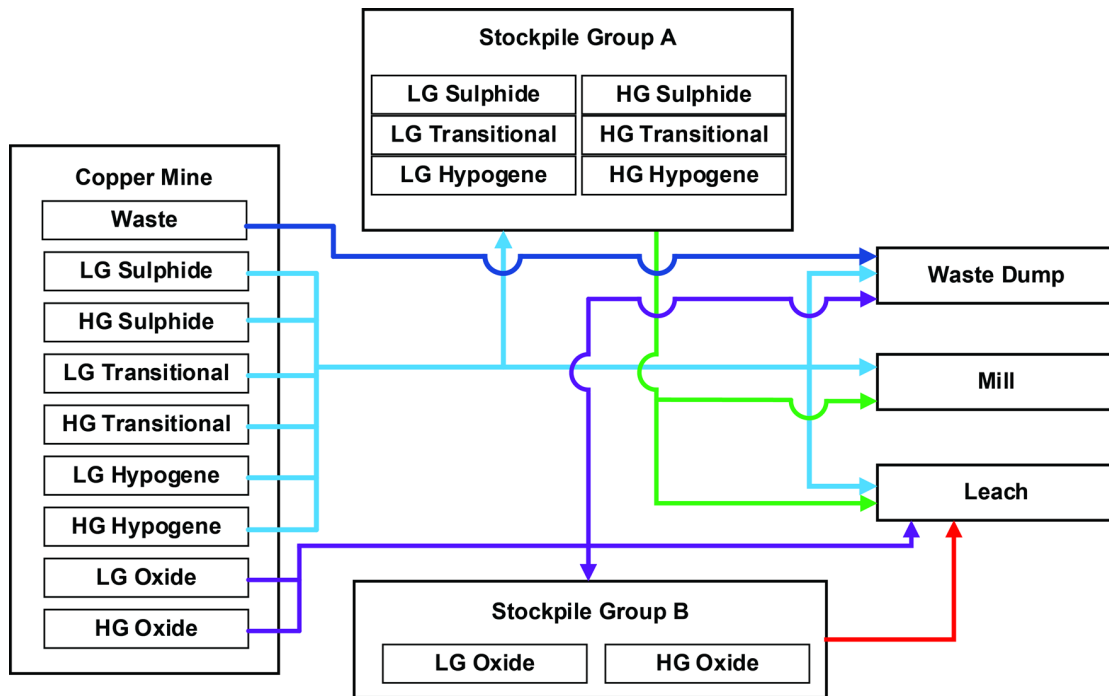 Stockpile Group A
LG Sulphide
HG Sulphide
LG Transitional
HG Transitional
LG Hypogene
HG Hypogene
Copper Mine
Waste
LG Sulphide
HG Sulphide
LG Transitional
HG Transitional
LG Hypogene
HG Hypogene
LG Oxide
HG Oxide
Waste Dump
Mill
Leach
Stockpile Group B
LG Oxide
HG Oxide